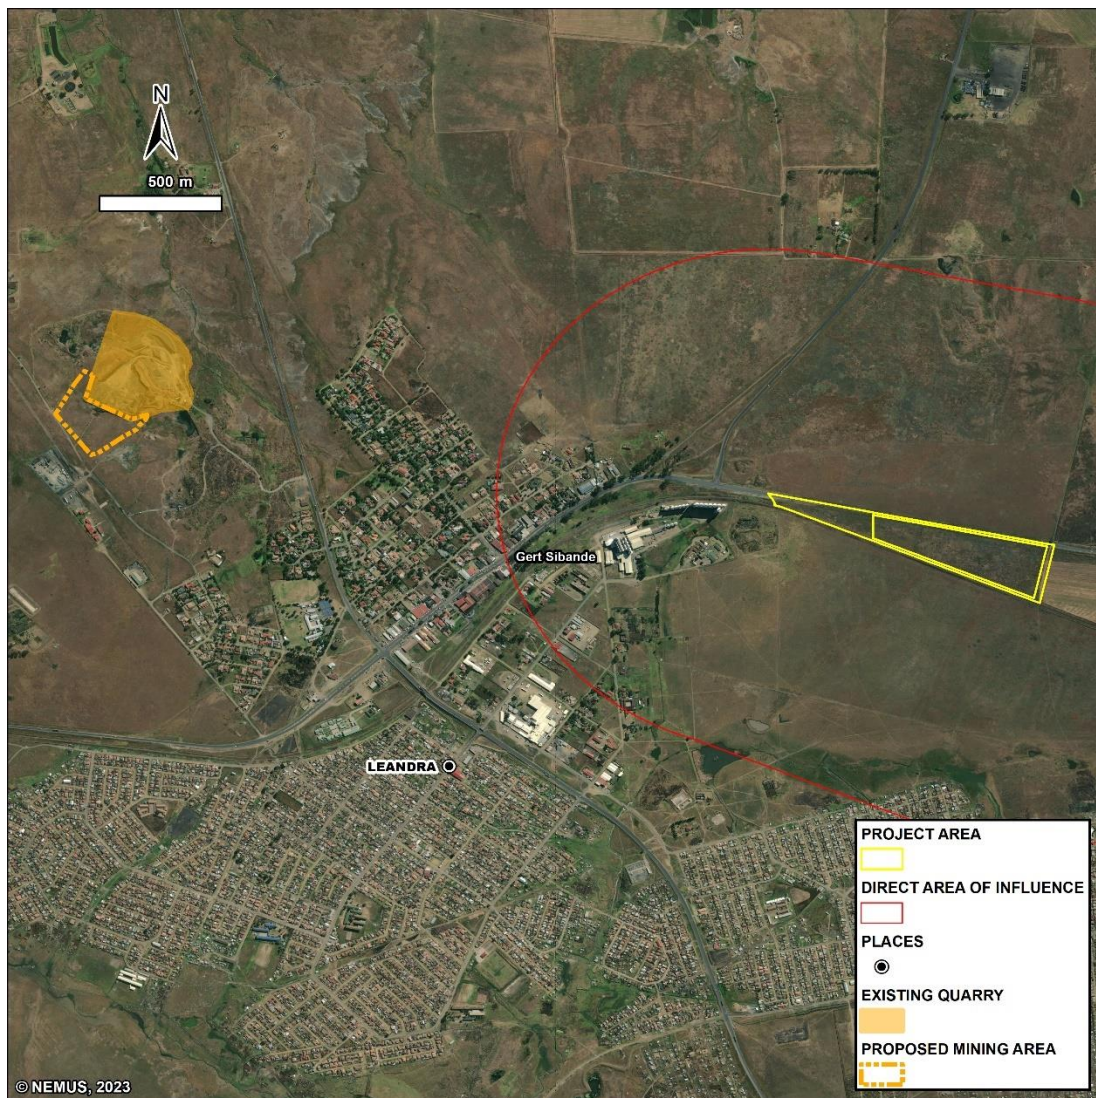 N
500 m
Gert Sibande
LEANDRA
PROJECT AREA
DIRECT AREA OF INFLUENCE
PLACES
EXISTING QUARRY
PROPOSED MINING AREA
© NEMUS, 2023